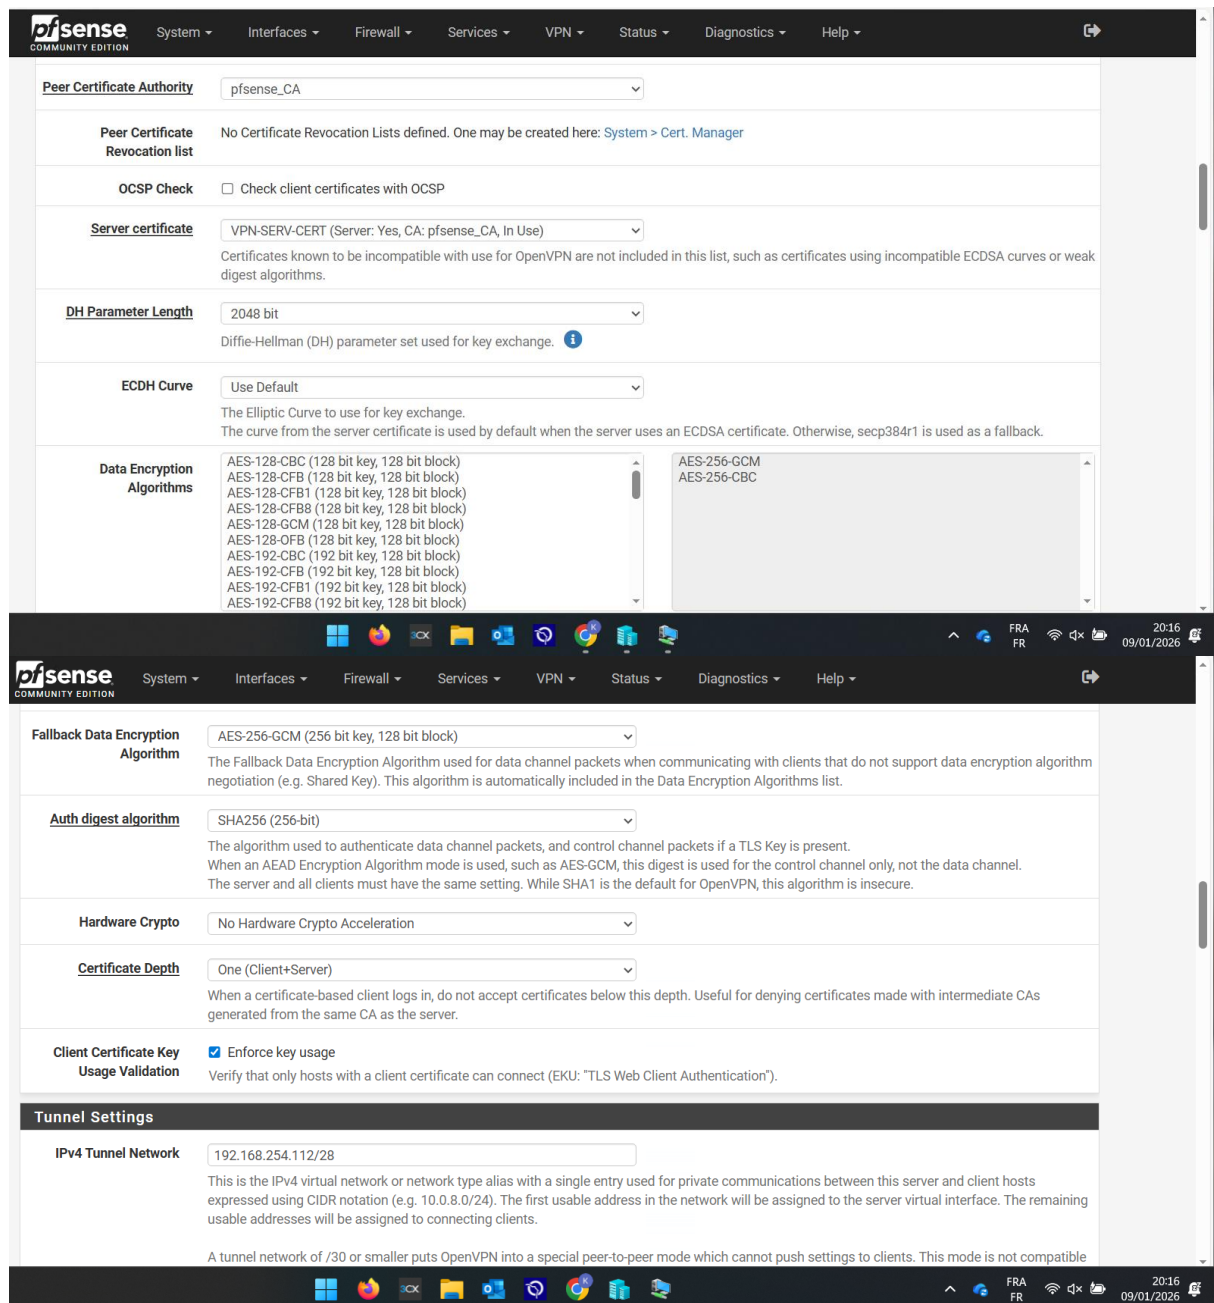 pfsense
COMMUNITY EDITION
System Interfaces Firewall Services VPN Status Diagnostics Help
Peer Certificate Authority
pfsense_CA
Peer Certificate
Revocation list
No Certificate Revocation Lists defined. One may be created here: System > Cert. Manager
OCSP Check
Check client certificates with OCSP
Server certificate
VPN-SERV-CERT (Server: Yes, CA: pfsense_CA, In Use)
Certificates known to be incompatible with use for OpenVPN are not included in this list, such as certificates using incompatible ECDSA curves or weak
digest algorithms.
DH Parameter Length
2048 bit
Diffie-Hellman (DH) parameter set used for key exchange.
ECDH Curve
Use Default
The Elliptic Curve to use for key exchange.
The curve from the server certificate is used by default when the server uses an ECDSA certificate. Otherwise, secp384r1 is used as a fallback.
Data Encryption
Algorithms
AES-128-CBC (128 bit key, 128 bit block)
AES-128-CFB (128 bit key, 128 bit block)
AES-128-CFB1 (128 bit key, 128 bit block)
AES-128-CFB8 (128 bit key, 128 bit block)
AES-128-GCM (128 bit key, 128 bit block)
AES-128-OFB (128 bit key, 128 bit block)
AES-192-CBC (192 bit key, 128 bit block)
AES-192-CFB (192 bit key, 128 bit block)
AES-192-CFB1 (192 bit key, 128 bit block)
AES-192-CFB8 (192 bit key, 128 bit block)
AES-256-GCM
AES-256-CBC
3CX
K
FRA
FR
20:16
09/01/2026
pfsense
COMMUNITY EDITION
System Interfaces Firewall Services VPN Status Diagnostics Help
Fallback Data Encryption
Algorithm
AES-256-GCM (256 bit key, 128 bit block)
The Fallback Data Encryption Algorithm used for data channel packets when communicating with clients that do not support data encryption algorithm
negotiation (e.g. Shared Key). This algorithm is automatically included in the Data Encryption Algorithms list.
Auth digest algorithm
SHA256 (256-bit)
The algorithm used to authenticate data channel packets, and control channel packets if a TLS Key is present.
When an AEAD Encryption Algorithm mode is used, such as AES-GCM, this digest is used for the control channel only, not the data channel.
The server and all clients must have the same setting. While SHA1 is the default for OpenVPN, this algorithm is insecure.
Hardware Crypto
No Hardware Crypto Acceleration
Certificate Depth
One (Client+Server)
When a certificate-based client logs in, do not accept certificates below this depth. Useful for denying certificates made with intermediate CAs
generated from the same CA as the server.
Client Certificate Key
Usage Validation
Enforce key usage
Verify that only hosts with a client certificate can connect (EKU: "TLS Web Client Authentication").
Tunnel Settings
IPv4 Tunnel Network
192.168.254.112/28
This is the IPv4 virtual network or network type alias with a single entry used for private communications between this server and client hosts
expressed using CIDR notation (e.g. 10.0.8.0/24). The first usable address in the network will be assigned to the server virtual interface. The remaining
usable addresses will be assigned to connecting clients.
A tunnel network of /30 or smaller puts OpenVPN into a special peer-to-peer mode which cannot push settings to clients. This mode is not compatible
3CX
K
FRA
FR
20:16
09/01/2026